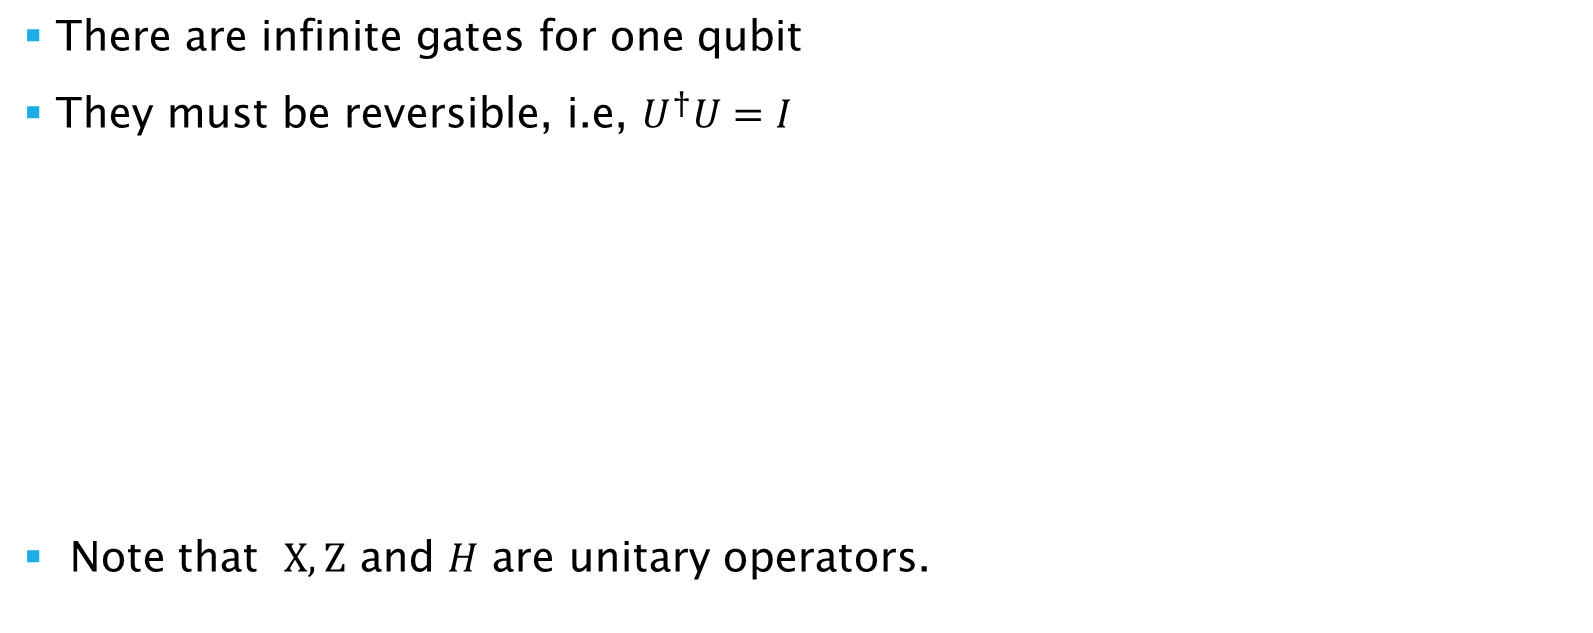 ▪ There are infinite gates for one qubit
▪ They must be reversible, i.e, 𝑈†𝑈 = 𝐼
▪ Note that X, Z and 𝐻 are unitary operators.